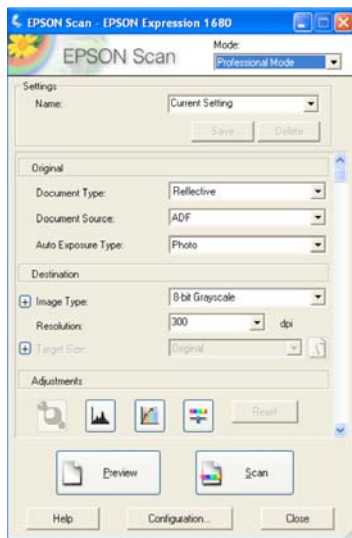 EPSON Scan - EPSON Expression 1680
Mode:
EPSON Scan
Professional Mode
Settings
Name:
Current Setting
Save
Delete
Original
Document Type:
Reflective
Document Source:
ADF
Auto Exposure Type:
Photo
Destination
Image Type:
8-bit Grayscale
Resolution:
300
dpi
Target Size:
Original
Adjustments
Reset
Preview
Scan
Help
Configuration...
Close